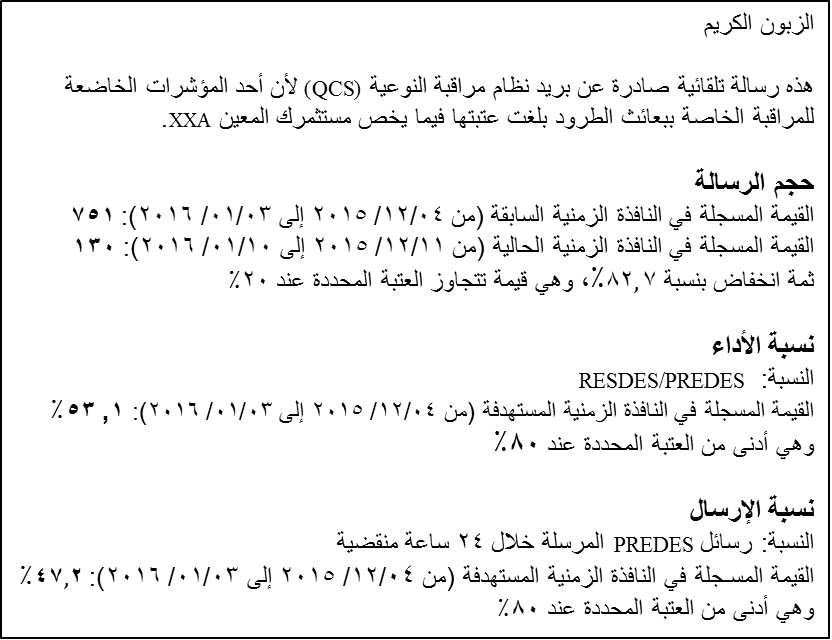 الزبون الكريم
هذه رسالة تلقائية صادرة عن بريد نظام مراقبة النوعية (QCS) لأن أحد المؤشرات الخاضعة
للمراقبة الخاصة ببعائث الطرود بلغت عتبتها فيما يخص مستثمرك المعين XXA.
حجم الرسالة
القيمة المسجلة في النافذة الزمنية السابقة (من ٢٠١٥ /١٢/٠٤ إلى ٢٠١٦ /٠١/٠٣): ٧٥١
القيمة المسجلة في النافذة الزمنية الحالية (من ٢٠١٥ /١٢/١١ إلى ٢٠١٦ /٠١/١٠): ١٣٠
ثمة انخفاض بنسبة ٨٢,٧٪، وهي قيمة تتجاوز العتبة المحددة عند ٢٠٪
نسبة الأداء
النسبة: RESDES/PREDES
القيمة المسجلة في النافذة الزمنية المستهدفة (من ٢٠١٥ /١٢/٠٤ إلى ٢٠١٦ /٠١/٠٣): ٥٣,١٪
وهي أدنى من العتبة المحددة عند ٨٠٪
نسبة الإرسال
النسبة: رسائل PREDES المرسلة خلال ٢٤ ساعة منقضية
القيمة المسجلة في النافذة الزمنية المستهدفة (من ٢٠١٥ /١٢/٠٤ إلى ٢٠١٦ /٠١/٠٣): ٤٧,٢٪
وهي أدنى من العتبة المحددة عند ٨٠٪